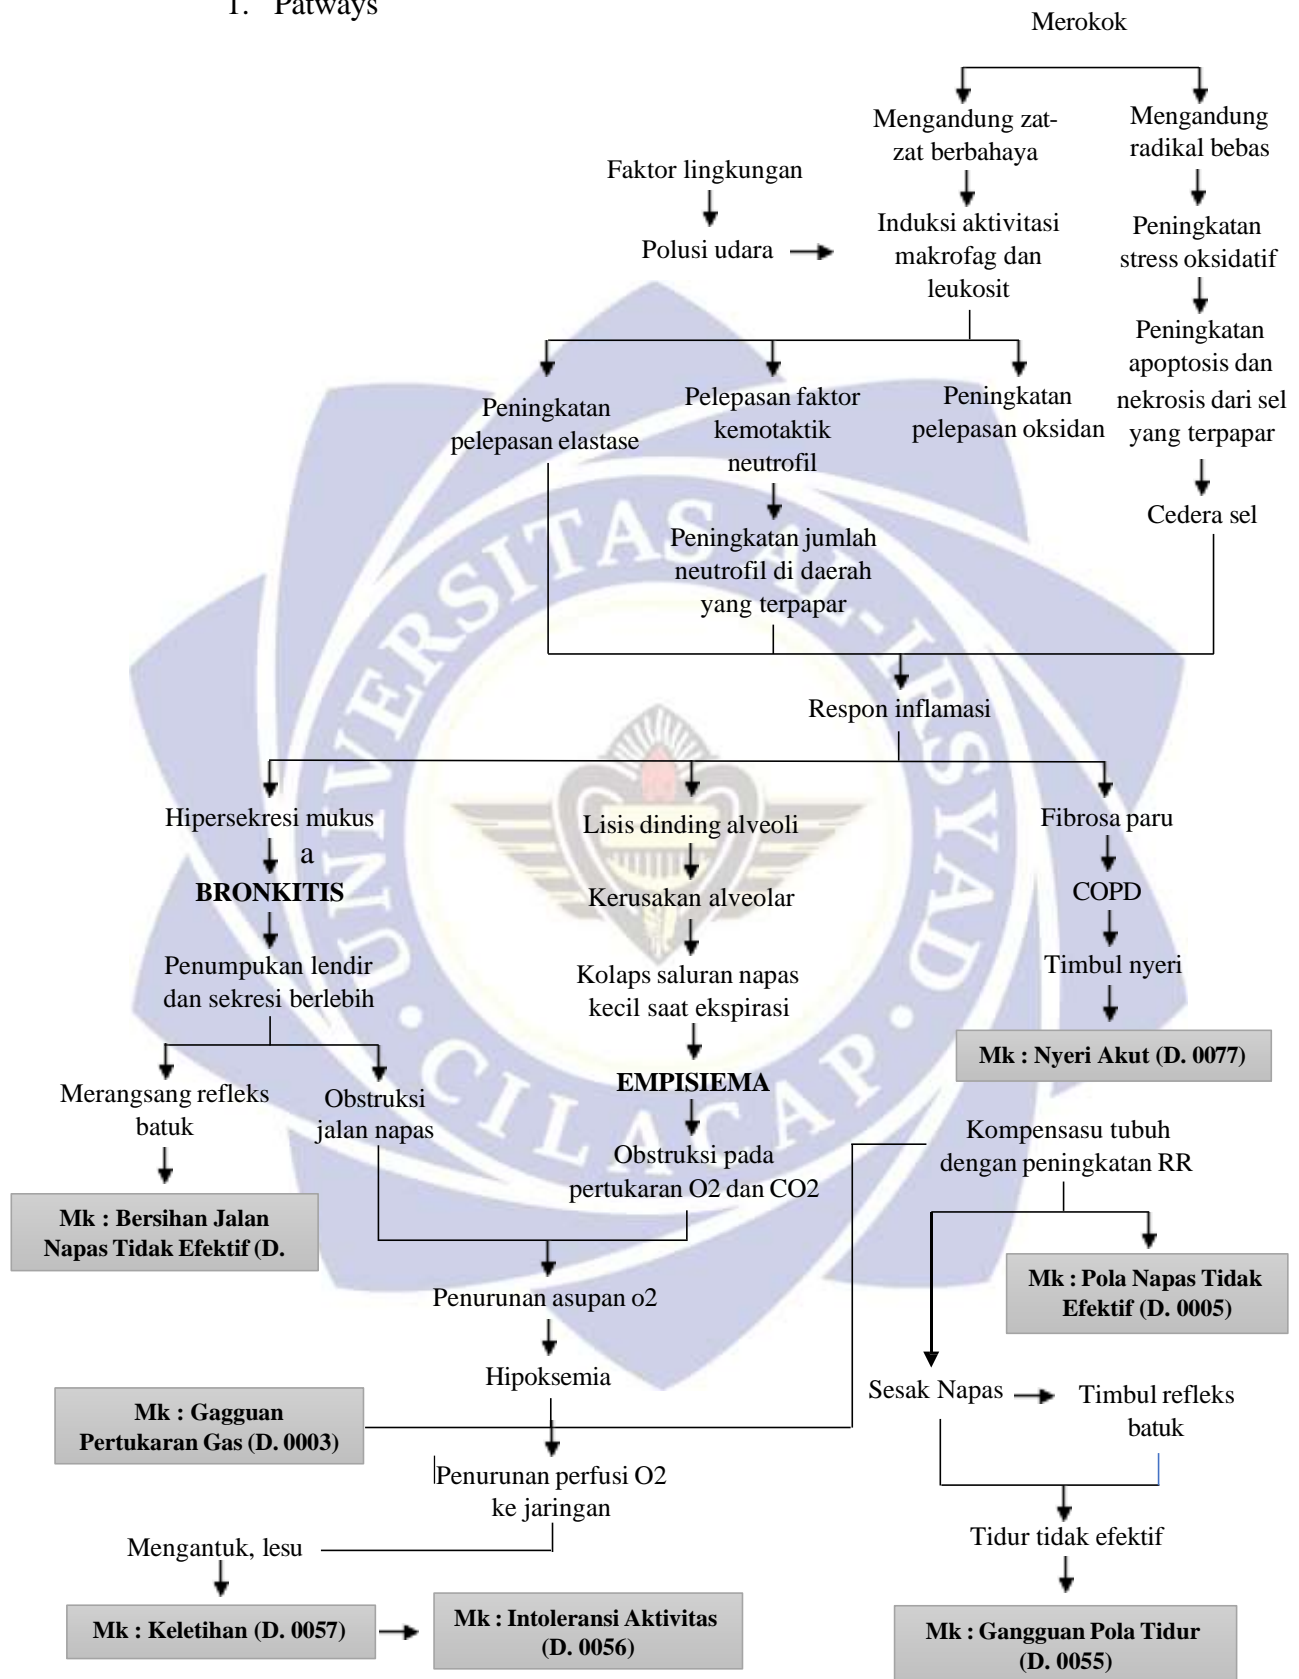 1. Patways
Merokok
Mengandung zat-
zat berbahaya
Mengandung
radikal bebas
Faktor lingkungan
Polusi udara
Induksi aktivitasi
makrofag dan
leukosit
Peningkatan
stress oksidatif
Peningkatan
apoptosis dan
nekrosis dari sel
yang terpapar
Peningkatan
pelepasan elastase
Pelepasan faktor
kemotaktik
neutrofil
Peningkatan
pelepasan oksidan
Cedera sel
Peningkatan jumlah
neutrofil di daerah
yang terpapar
Respon inflamasi
Hipersekresi mukus
a
BRONKITIS
Penumpukan lendir
dan sekresi berlebih
Merangsang refleks
batuk
Obstruksi
jalan napas
Mk : Bersihan Jalan
Napas Tidak Efektif (D.
Lisis dinding alveoli
Kerusakan alveolar
Kolaps saluran napas
kecil saat ekspirasi
EMPISIEMA
Obstruksi pada
pertukaran O2 dan CO2
Fibrosa paru
COPD
Timbul nyeri
Mk : Nyeri Akut (D. 0077)
Kompensasu tubuh
dengan peningkatan RR
Mk : Pola Napas Tidak
Efektif (D. 0005)
Penurunan asupan o2
Hipoksemia
Mk : Gagguan
Pertukaran Gas (D. 0003)
Penurunan perfusi O2
ke jaringan
Sesak Napas
Timbul refleks
batuk
Tidur tidak efektif
Mengantuk, lesu
Mk : Keletihan (D. 0057)
Mk : Intoleransi Aktivitas
(D. 0056)
Mk : Gangguan Pola Tidur
(D. 0055)
UNIVERSITAS AL-IRSYAD
CILACAP